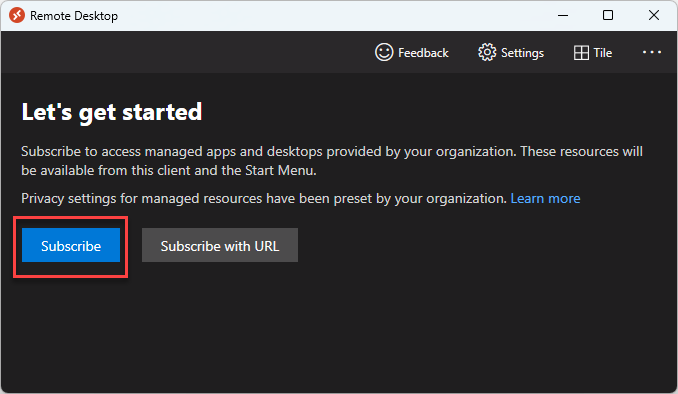 Remote Desktop
Feedback
Settings
Tile
Let's get started
Subscribe to access managed apps and desktops provided by your organization. These resources will
be available from this client and the Start Menu.
Privacy settings for managed resources have been preset by your organization. Learn more
Subscribe
Subscribe with URL